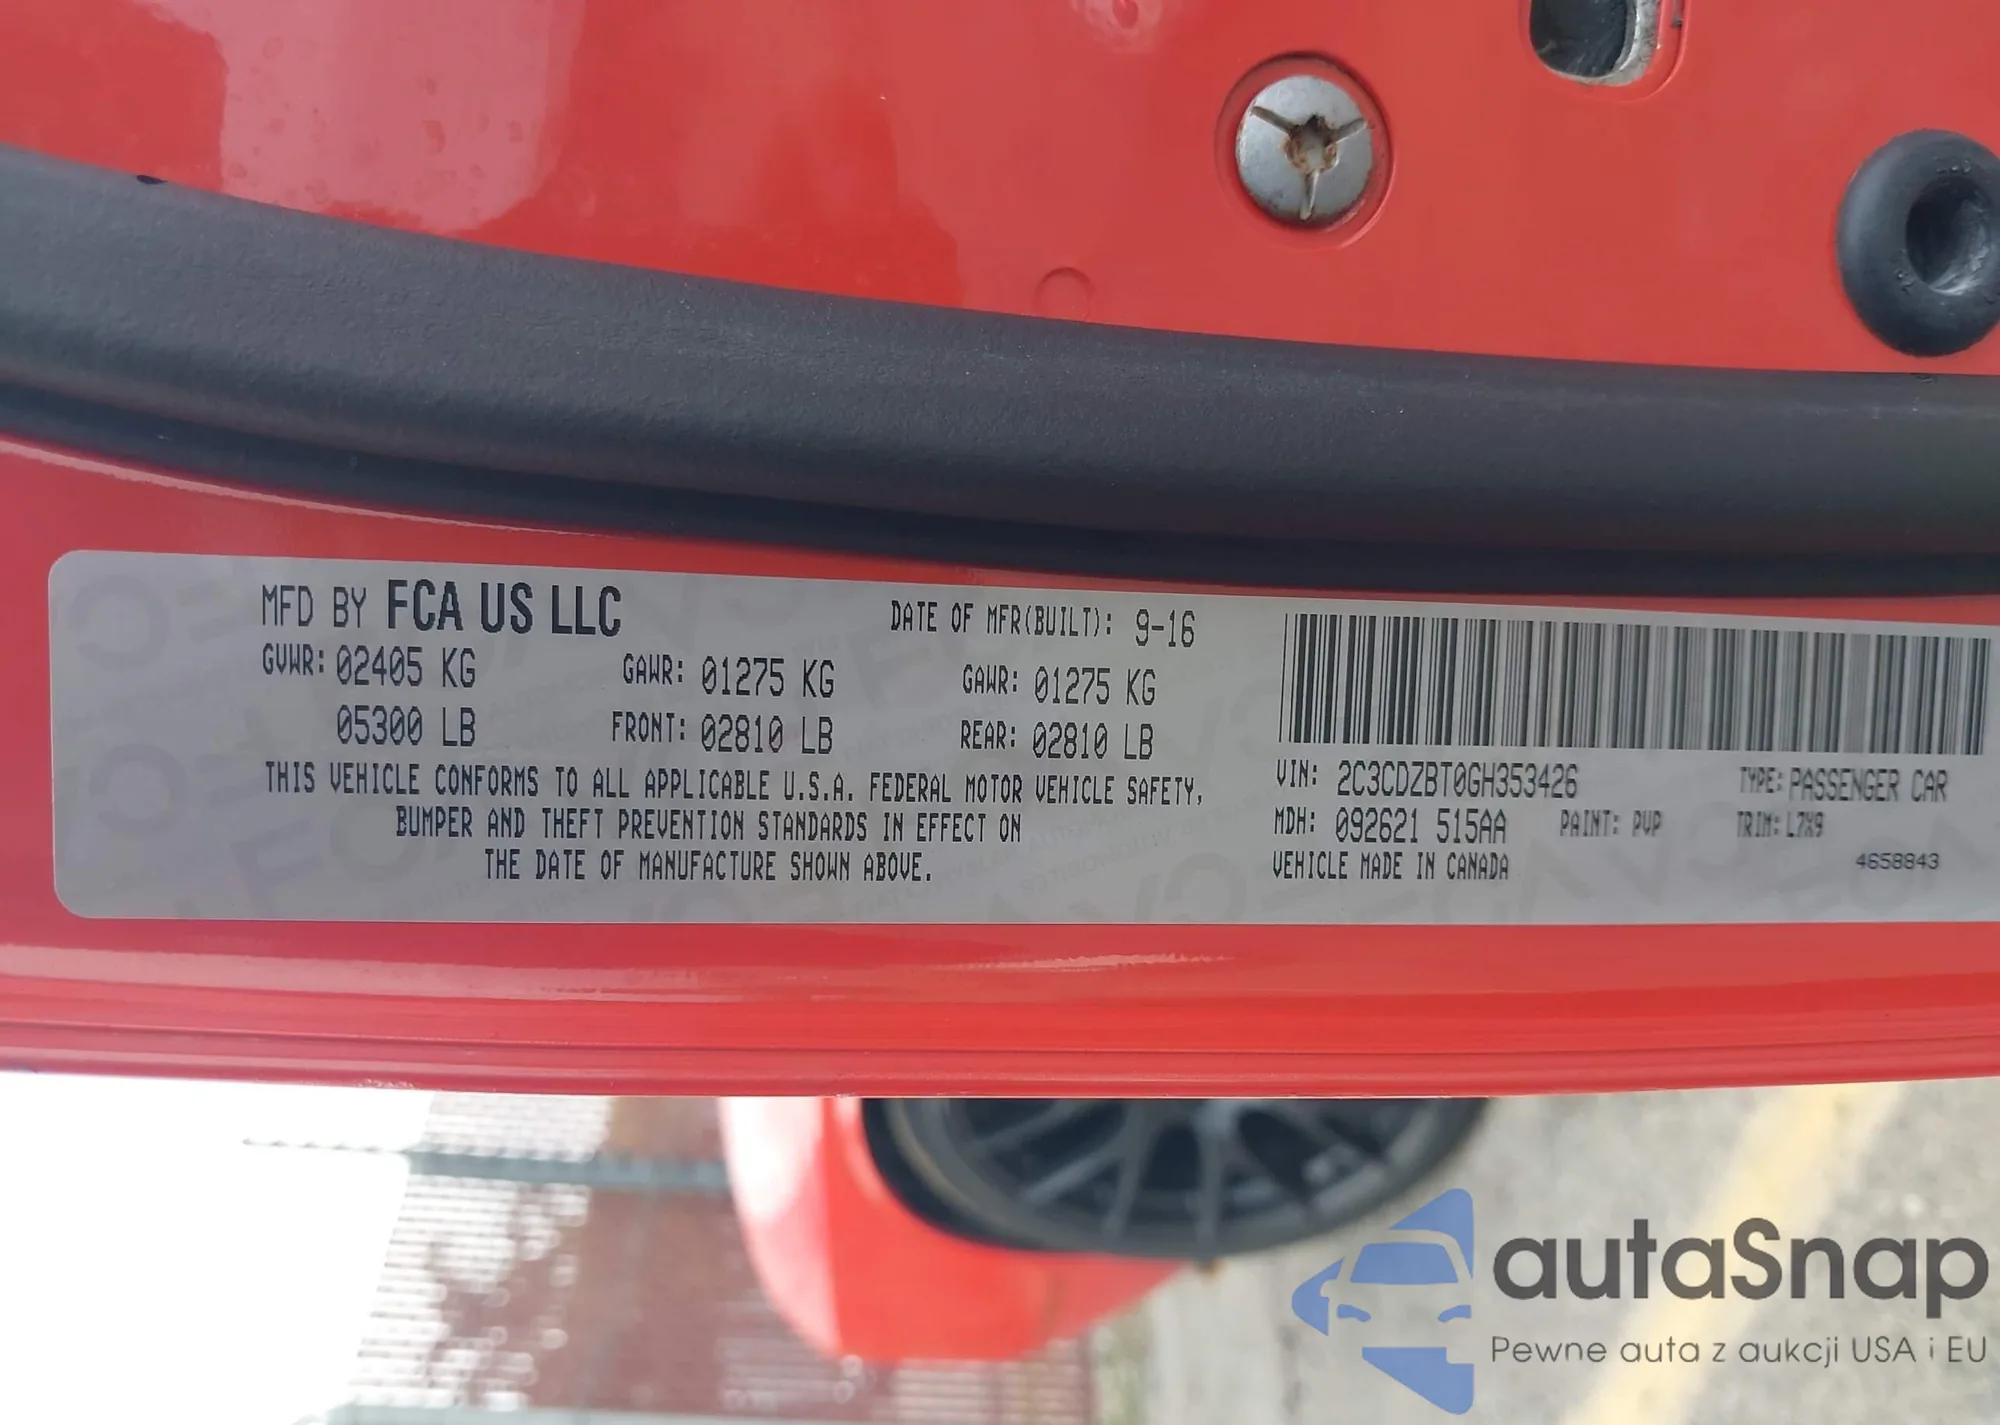 MFD BY FCA US LLC
DATE OF MFR(BUILT): 9-16
GVWR: 02405 KG
GAWR: 01275 KG
GAWR: 01275 KG
05300 LB
FRONT: 02810 LB
REAR: 02810 LB
THIS VEHICLE CONFORMS TO ALL APPLICABLE U.S.A. FEDERAL MOTOR VEHICLE SAFETY,
BUMPER AND THEFT PREVENTION STANDARDS IN EFFECT ON
THE DATE OF MANUFACTURE SHOWN ABOVE.
VIN: 2C3CDZBT0GH353426
TYPE: PASSENGER CAR
MDH: 092621 515AA
PAINT: PVP
TRIM: L7X9
VEHICLE MADE IN CANADA
4658843
autaSnap
Pewne auta z aukcji USA i EU